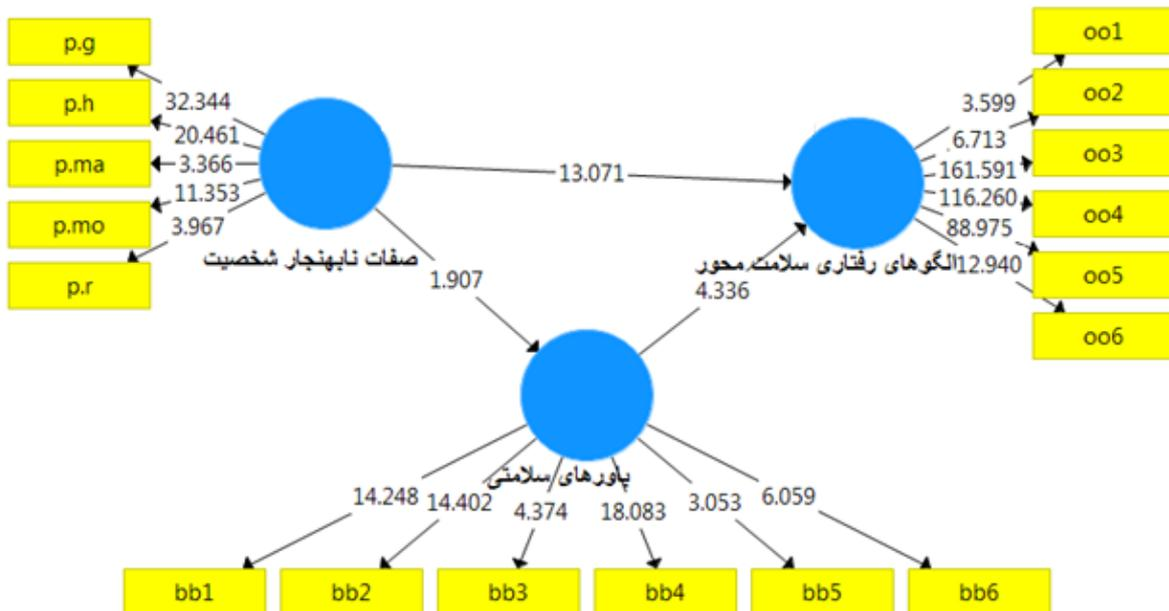 p.g
p.h
p.ma
p.mo
p.r
32.344
20.461
3.366
11.353
3.967
صفات نابهنجار شخصیت
13.071
1.907
4.336
oo1
oo2
oo3
oo4
oo5
oo6
3.599
6.713
161.591
116.260
88.975
12.940
الگوهای رفتاری سلامت محور
پاورهای سلامتی
14.248
14.402
4.374
18.083
3.053
6.059
bb1
bb2
bb3
bb4
bb5
bb6